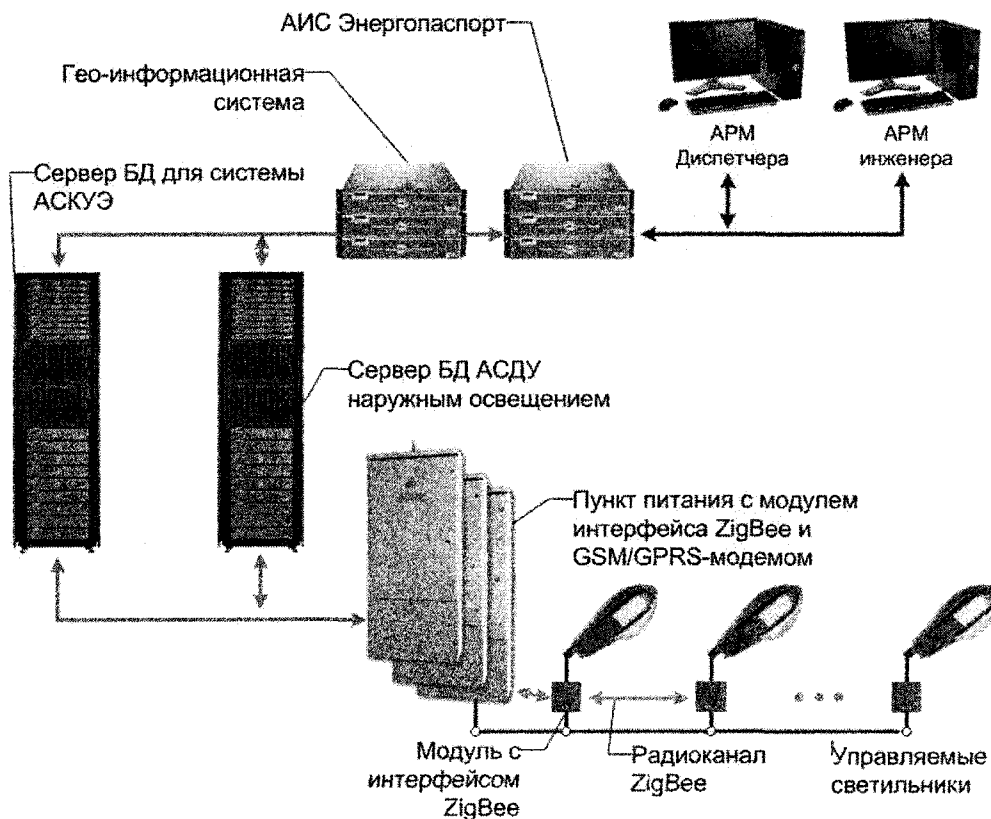 АИС Энергопаспорт
Гео-информационная
система
АРМ
Диспетчера
АРМ
инженера
Сервер БД для системы
АСКУЭ
Сервер БД АСДУ
наружным освещением
Пункт питания с модулем
интерфейса ZigBee и
GSM/GPRS-модемом
Модуль с
интерфейсом
ZigBee
Радиоканал
ZigBee
Управляемые
светильники